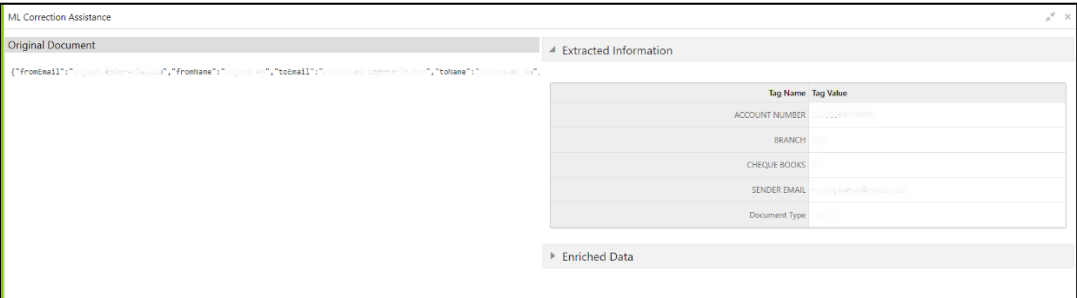 ML Correction Assistance
Original Document
{"fromEmail":" ","fromName":" ","toEmail":" ","toName":" ",
Extracted Information
Tag Name Tag Value
ACCOUNT NUMBER
BRANCH
CHEQUE BOOKS
SENDER EMAIL
Document Type
Enriched Data